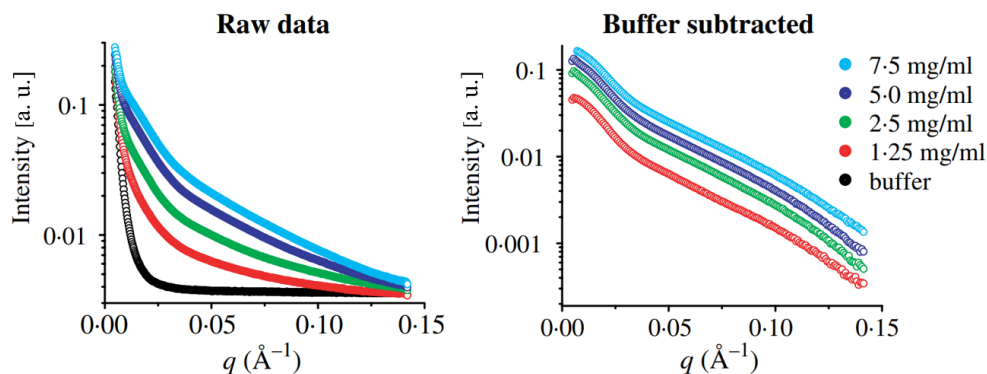 Raw data
Intensity [a. u.]
0·1
0·01
0·00
0·05
0·10
0·15
q (Å⁻¹)
Buffer subtracted
Intensity [a. u.]
0·1
0·01
0·001
0·00
0·05
0·10
0·15
q (Å⁻¹)
7·5 mg/ml
5·0 mg/ml
2·5 mg/ml
1·25 mg/ml
buffer